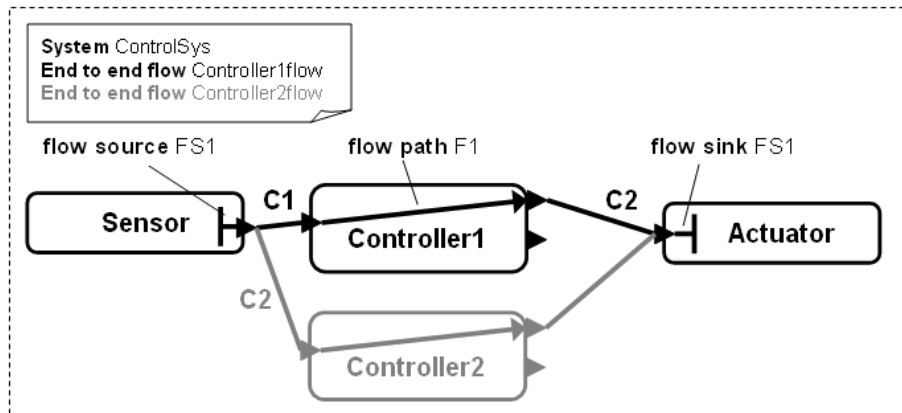 System ControlSys
End to end flow Controller1flow
End to end flow Controller2flow
flow source FS1
flow path F1
flow sink FS1
C1
C2
Sensor
Controller1
Actuator
C2
Controller2